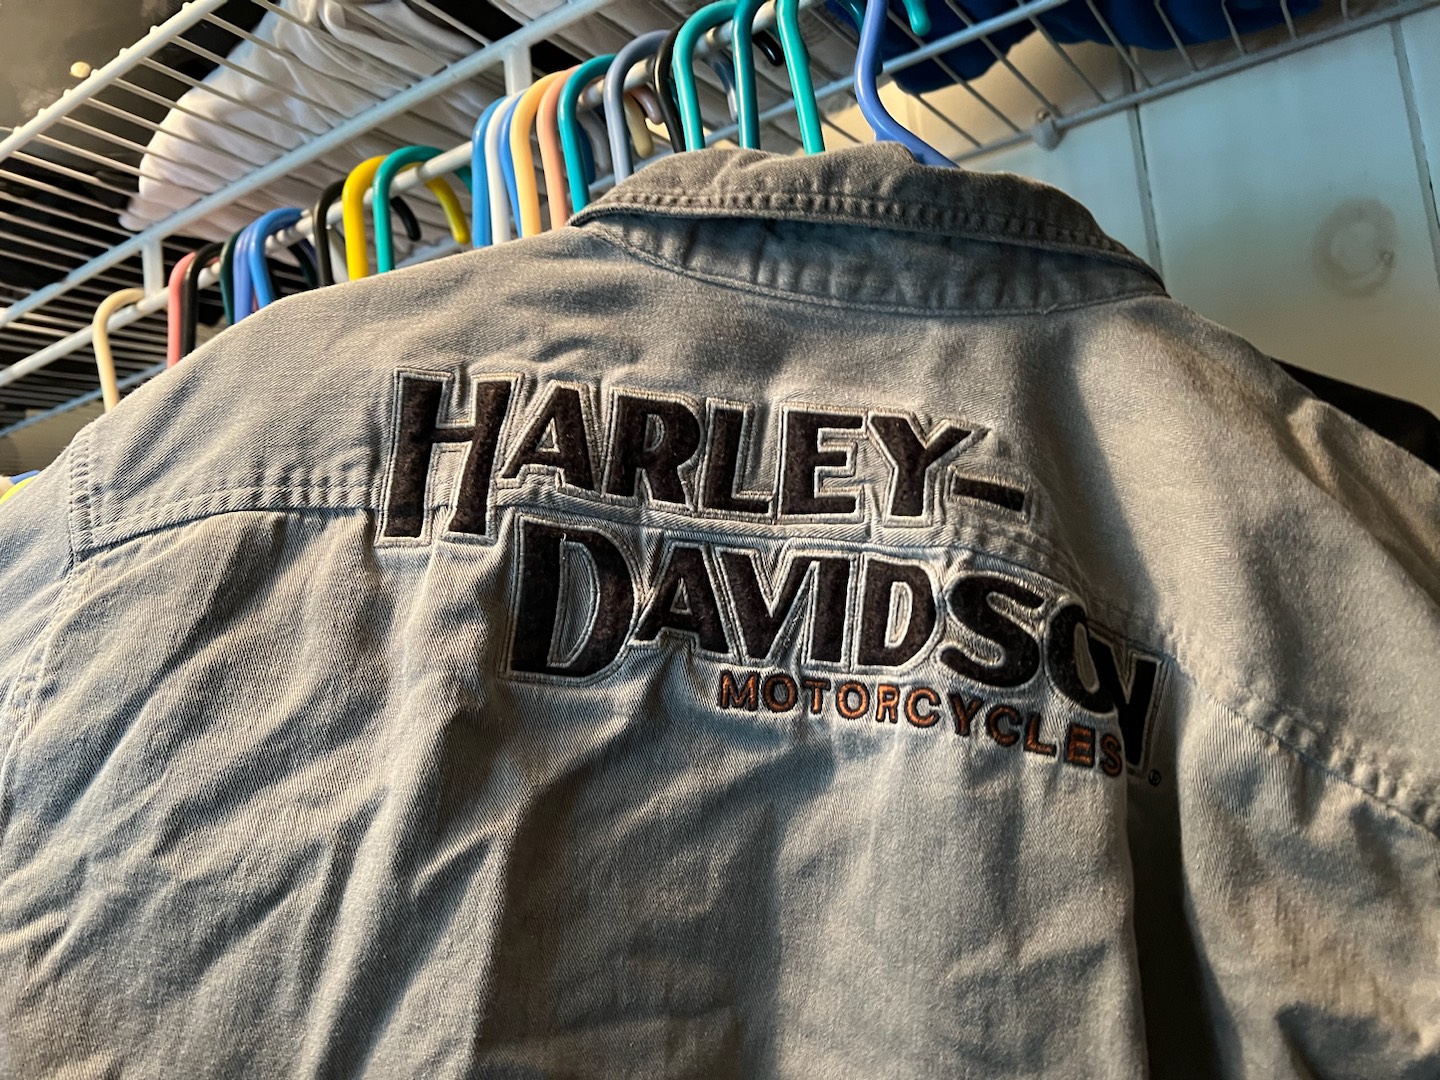 HARLEY-
DAVIDSON
MOTORCYCLES
®